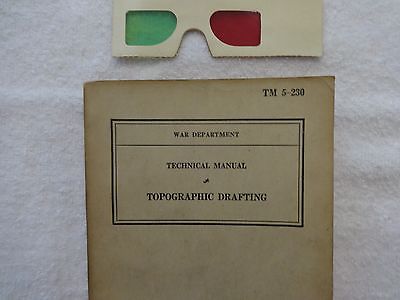 TM 5-230
WAR DEPARTMENT
TECHNICAL MANUAL
TOPOGRAPHIC DRAFTING